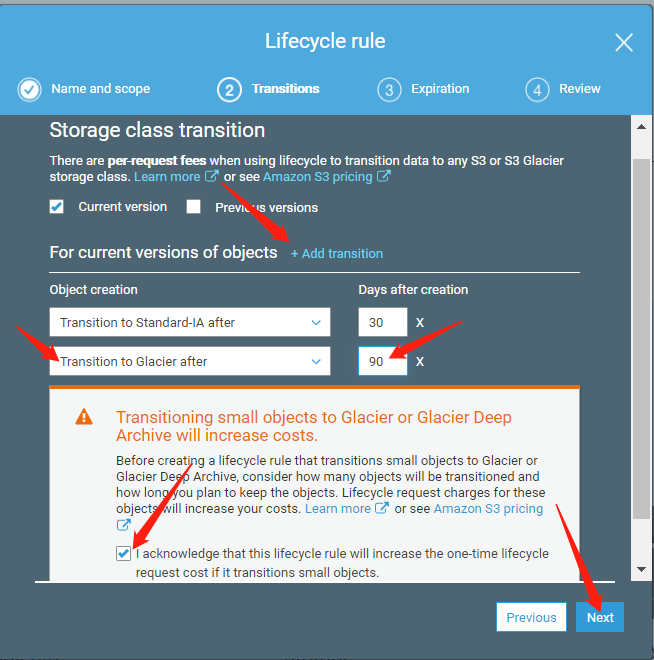 Lifecycle rule
Name and scope
2 Transitions
3 Expiration
4 Review
Storage class transition
There are per-request fees when using lifecycle to transition data to any S3 or S3 Glacier
storage class. Learn more or see Amazon S3 pricing
Current version Previous versions
For current versions of objects + Add transition
Object creation Days after creation
Transition to Standard-IA after 30 X
Transition to Glacier after 90 X
Transitioning small objects to Glacier or Glacier Deep
Archive will increase costs.
Before creating a lifecycle rule that transitions small objects to Glacier or
Glacier Deep Archive, consider how many objects will be transitioned and
how long you plan to keep the objects. Lifecycle request charges for these
objects will increase your costs. Learn more or see Amazon S3 pricing
I acknowledge that this lifecycle rule will increase the one-time lifecycle
request cost if it transitions small objects.
Previous Next